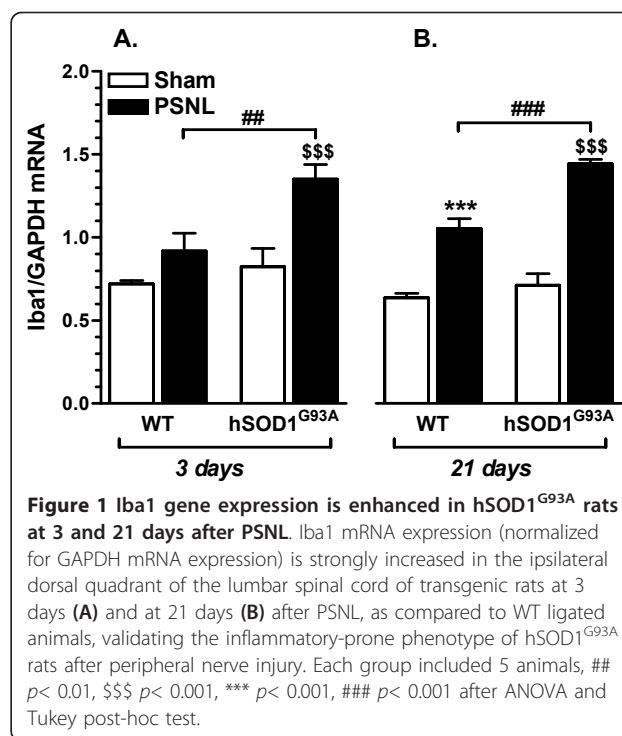 A.
B.
2.0
1.5
1.0
0.5
0.0
Iba1/GAPDH mRNA
Sham
PSNL
##
$$$
###
***
$$$
WT
hSOD1G93A
WT
hSOD1G93A
3 days
21 days
Figure 1 Iba1 gene expression is enhanced in hSOD1G93A rats
at 3 and 21 days after PSNL. Iba1 mRNA expression (normalized
for GAPDH mRNA expression) is strongly increased in the ipsilateral
dorsal quadrant of the lumbar spinal cord of transgenic rats at 3
days (A) and at 21 days (B) after PSNL, as compared to WT ligated
animals, validating the inflammatory-prone phenotype of hSOD1G93A
rats after peripheral nerve injury. Each group included 5 animals, ##
p< 0.01, $$$ p< 0.001, *** p< 0.001, ### p< 0.001 after ANOVA and
Tukey post-hoc test.